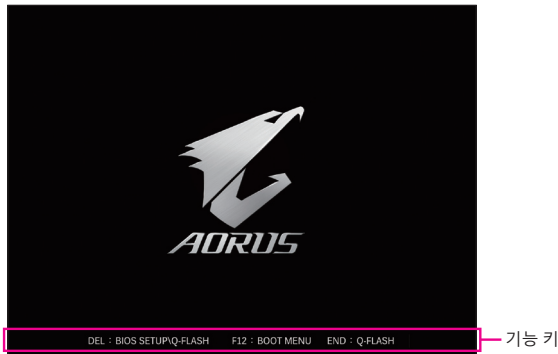 AORUS
DEL : BIOS SETUP\Q-FLASH F12 : BOOT MENU END : Q-FLASH
기능 키